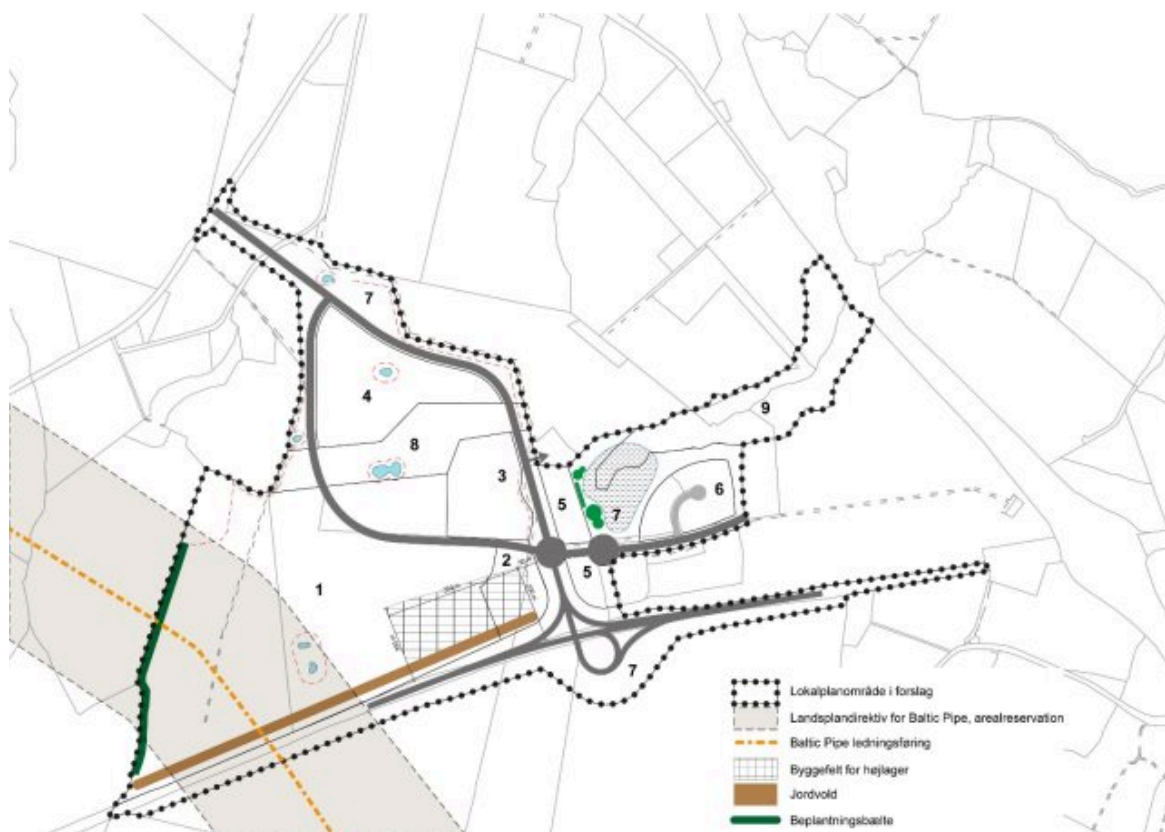 7
4
9
8
3
6
5
7
2
5
1
7
Lokalplanområde i forslag
Landsplandirektiv for Baltic Pipe, arealreservation
Baltic Pipe ledningsføring
Byggefelt for højlager
Jordvold
Beplantningsbælte